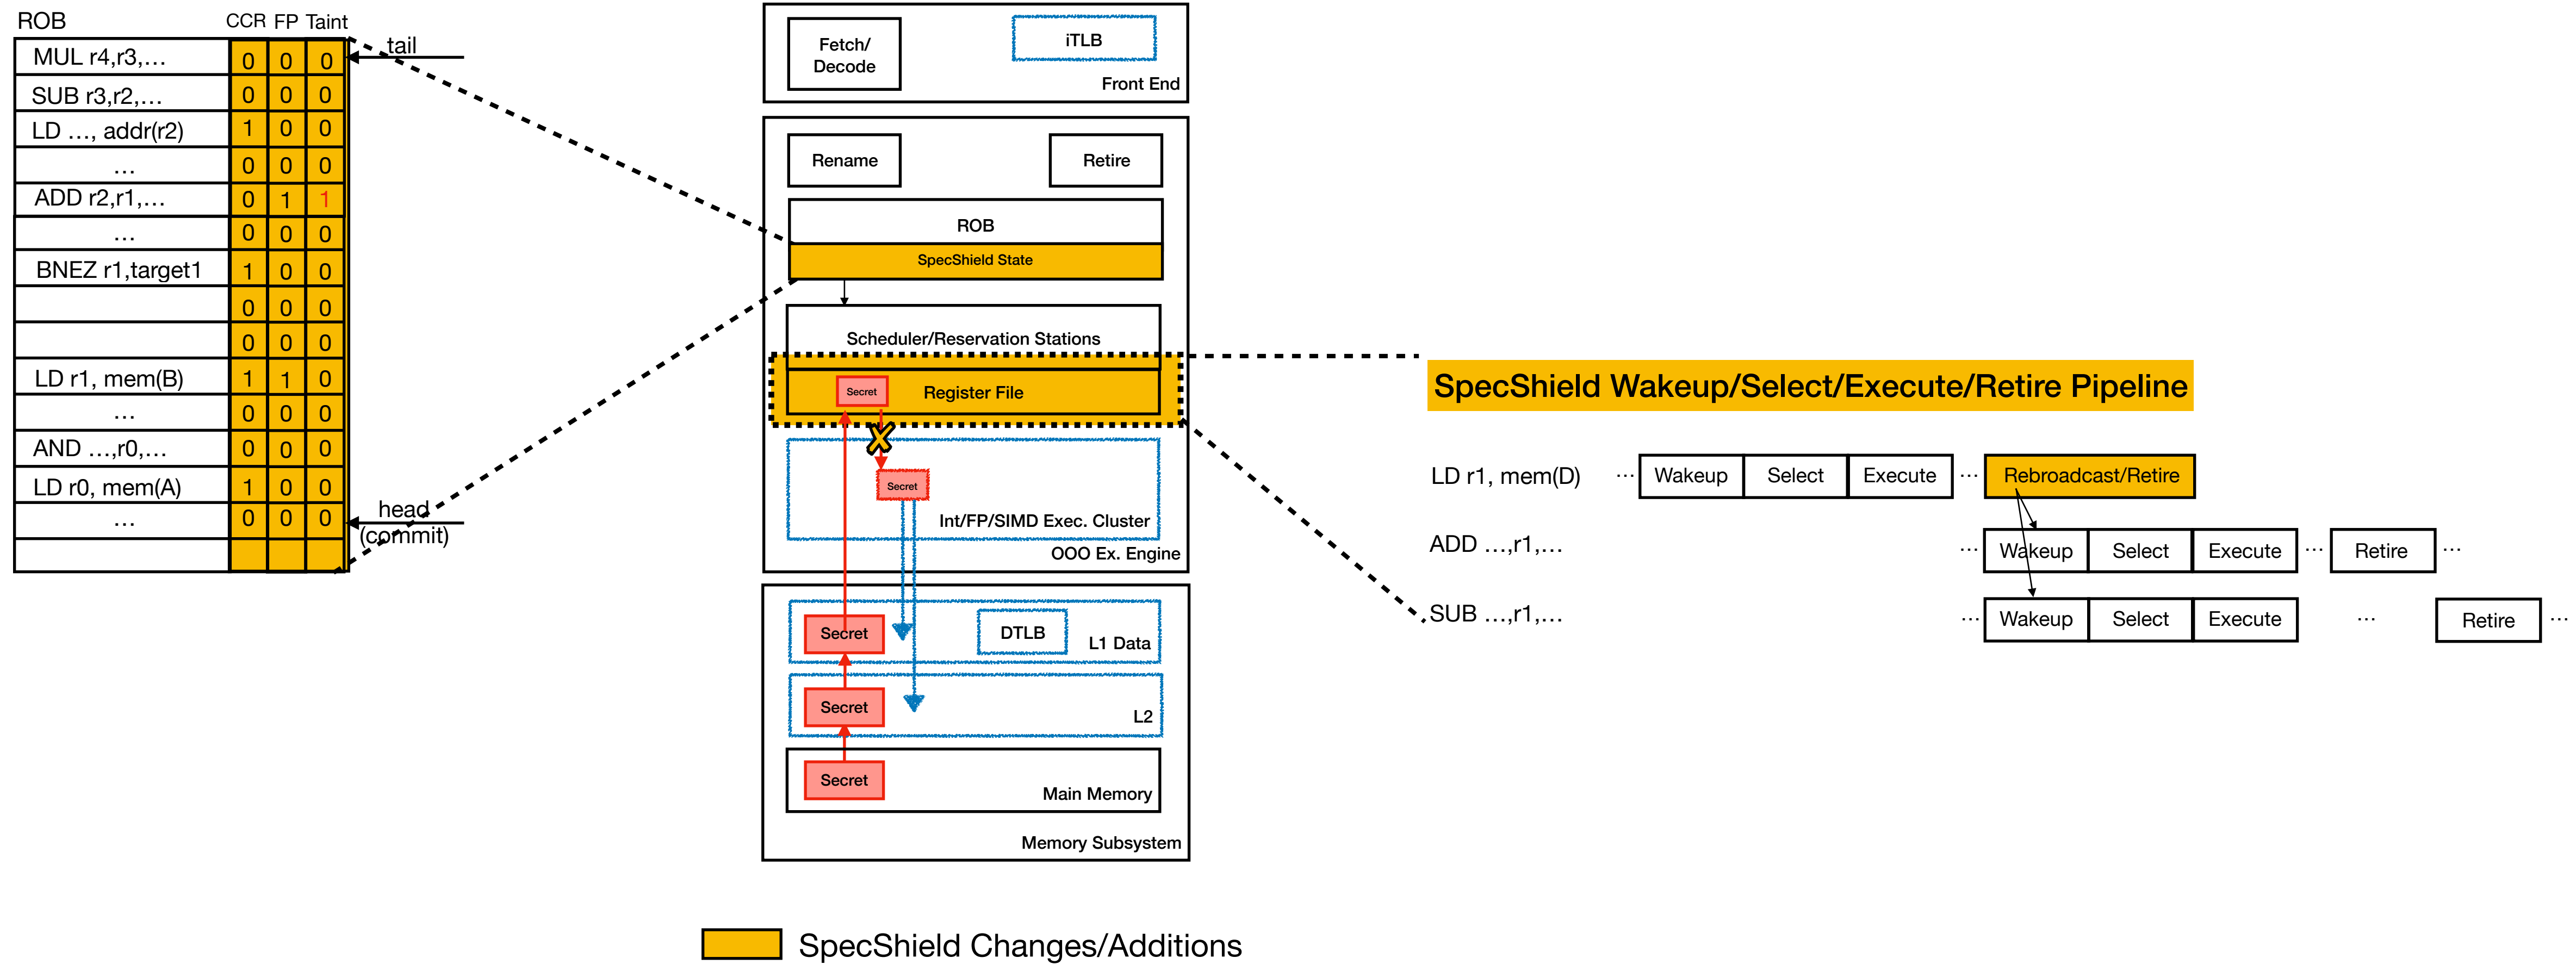 ROB CCR FP Taint
MUL r4,r3,… 0 0 0
tail
SUB r3,r2,… 0 0 0
LD …, addr(r2) 1 0 0
… 0 0 0
ADD r2,r1,… 0 1 1
… 0 0 0
BNEZ r1,target1 1 0 0
0 0 0
0 0 0
LD r1, mem(B) 1 1 0
… 0 0 0
AND …,r0,… 0 0 0
LD r0, mem(A) 1 0 0
… 0 0 0
head
(commit)
Fetch/
Decode
iTLB
Front End
Rename
Retire
ROB
SpecShield State
Scheduler/Reservation Stations
Secret
Register File
X
Secret
Int/FP/SIMD Exec. Cluster
OOO Ex. Engine
Secret
DTLB
L1 Data
Secret
L2
Secret
Main Memory
Memory Subsystem
SpecShield Wakeup/Select/Execute/Retire Pipeline
LD r1, mem(D) … Wakeup Select Execute … Rebroadcast/Retire
ADD …,r1,… … Wakeup Select Execute … Retire …
SUB …,r1,… … Wakeup Select Execute … Retire …
SpecShield Changes/Additions